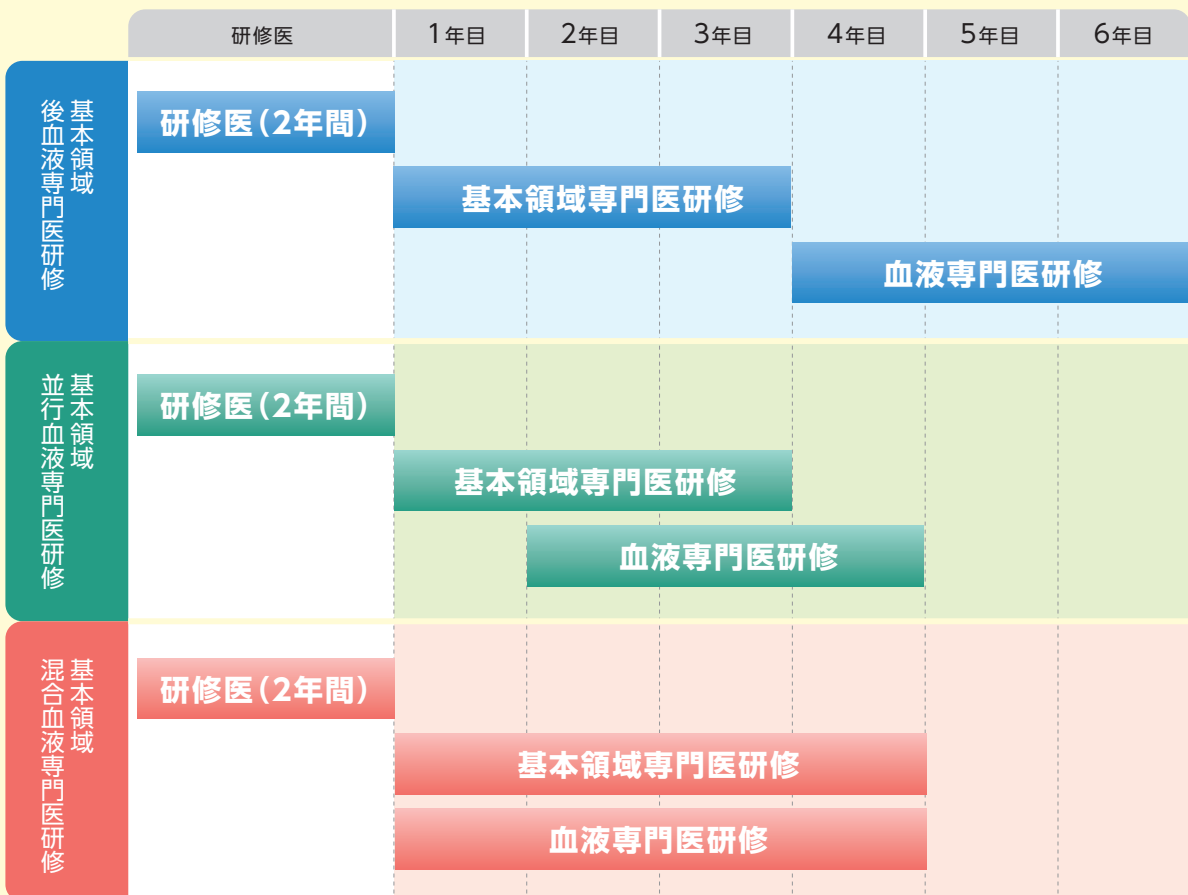 研修医
1年目
2年目
3年目
4年目
5年目
6年目
基本領域
後血液専門医研修
研修医(2年間)
基本領域専門医研修
血液専門医研修
基本領域
並行血液専門医研修
研修医(2年間)
基本領域専門医研修
血液専門医研修
基本領域
混合血液専門医研修
研修医(2年間)
基本領域専門医研修
血液専門医研修